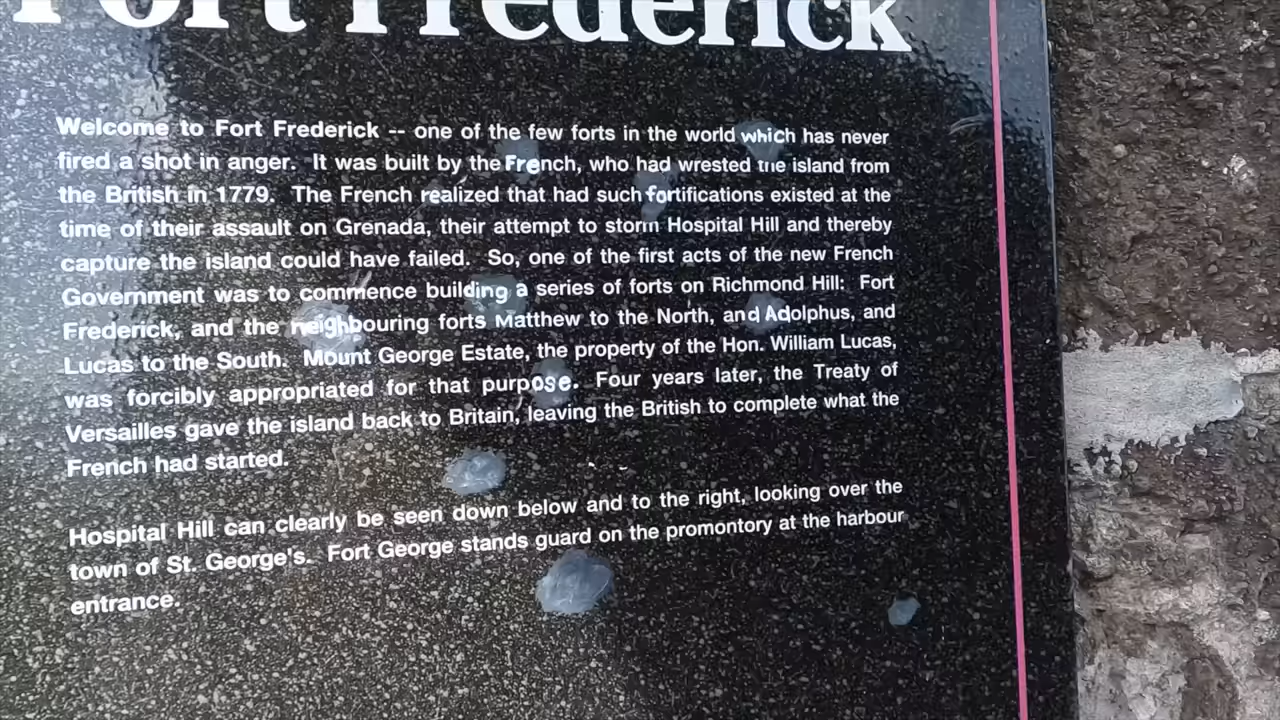 Fort Frederick
Welcome to Fort Frederick -- one of the few forts in the world which has never
fired a shot in anger. It was built by the French, who had wrested the island from
the British in 1779. The French realized that had such fortifications existed at the
time of their assault on Grenada, their attempt to storm Hospital Hill and thereby
capture the island could have failed. So, one of the first acts of the new French
Government was to commence building a series of forts on Richmond Hill: Fort
Frederick, and the neighbouring forts Matthew to the North, and Adolphus, and
Lucas to the South. Mount George Estate, the property of the Hon. William Lucas,
was forcibly appropriated for that purpose. Four years later, the Treaty of
Versailles gave the island back to Britain, leaving the British to complete what the
French had started.
Hospital Hill can clearly be seen down below and to the right, looking over the
town of St. George's. Fort George stands guard on the promontory at the harbour
entrance.